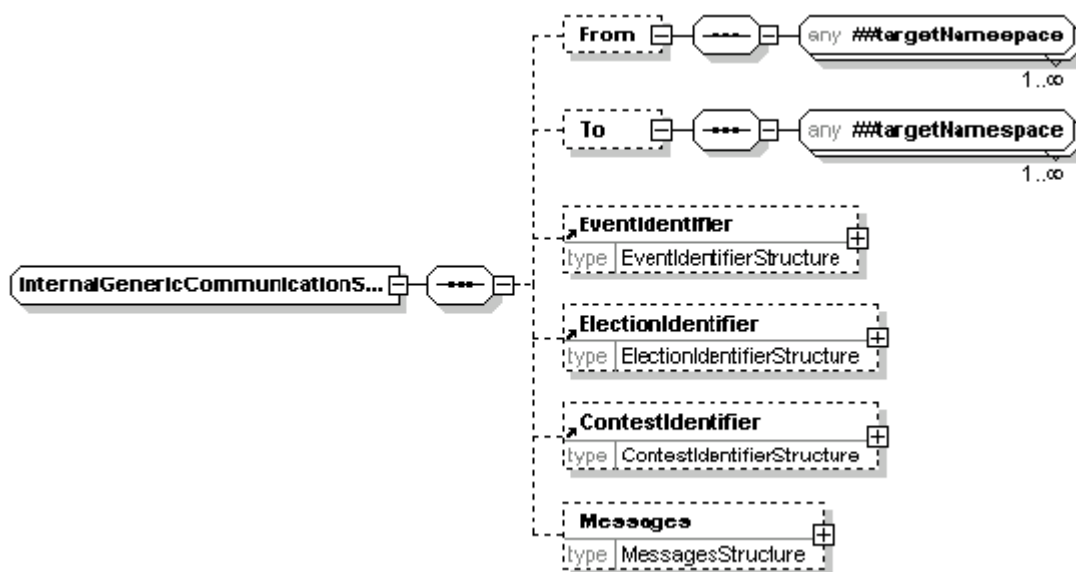 From any ##targetNamespace
1..∞
To any ##targetNamespace
1..∞
EventIdentifier
type EventIdentifierStructure
InternalGenericCommunicationS...
ElectionIdentifier
type ElectionIdentifierStructure
ContestIdentifier
type ContestIdentifierStructure
Messages
type MessagesStructure